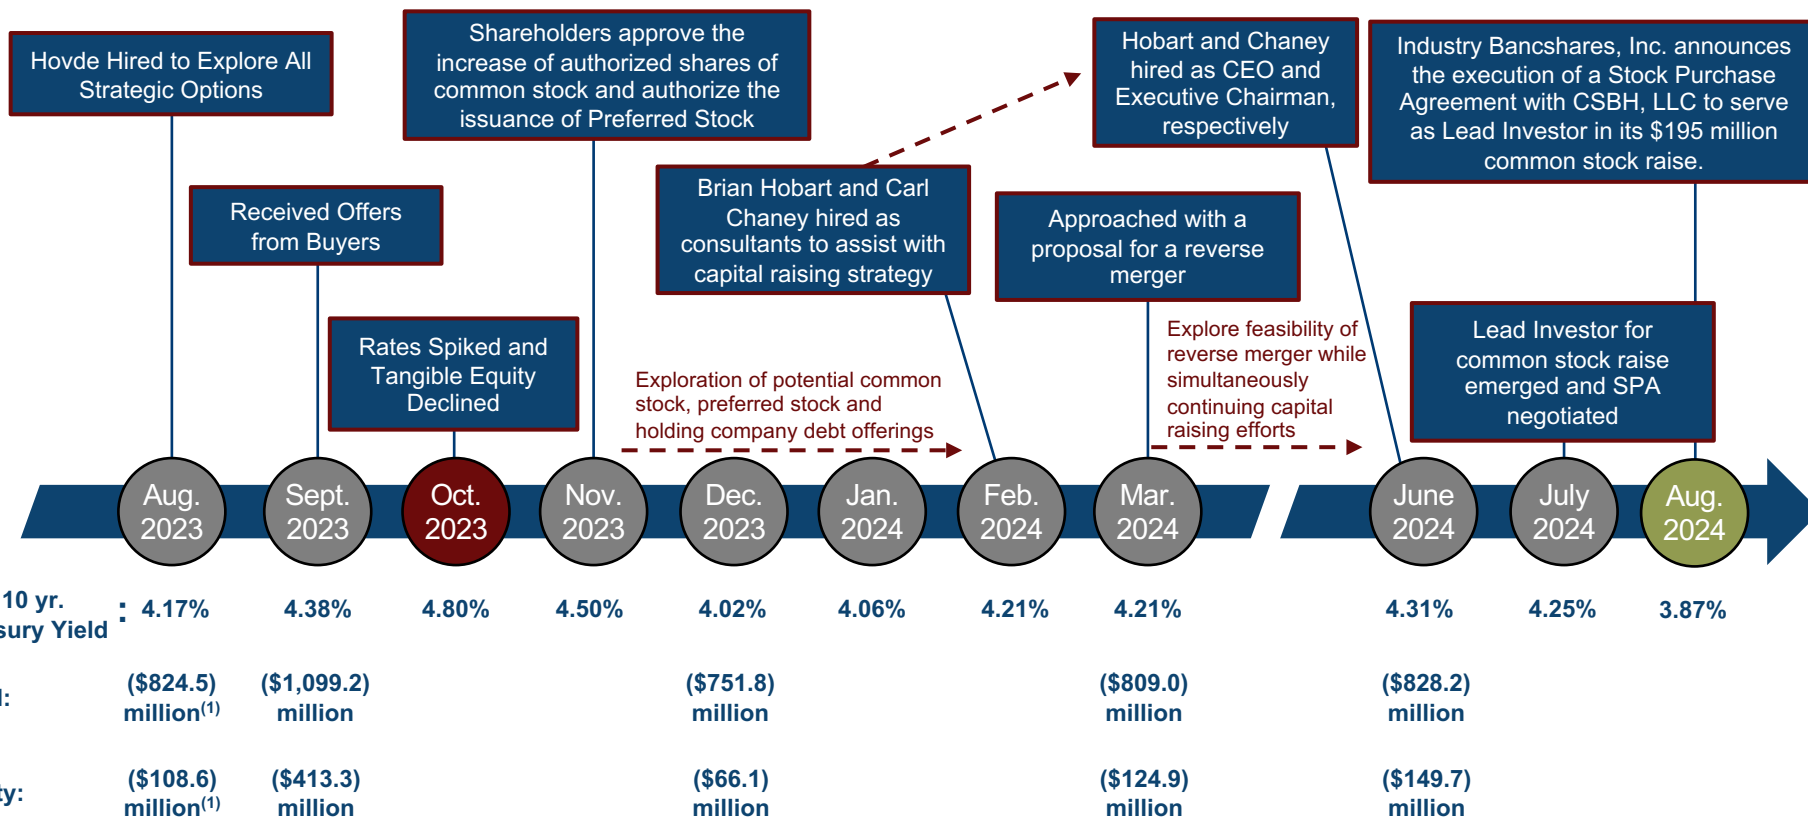 Hovde Hired to Explore All
Strategic Options
Shareholders approve the
increase of authorized shares of
common stock and authorize the
issuance of Preferred Stock
Hobart and Chaney
hired as CEO and
Executive Chairman,
respectively
Industry Bancshares, Inc. announces
the execution of a Stock Purchase
Agreement with CSBH, LLC to serve
as Lead Investor in its $195 million
common stock raise.
Received Offers
from Buyers
Brian Hobart and Carl
Chaney hired as
consultants to assist with
capital raising strategy
Approached with a
proposal for a reverse
merger
Rates Spiked and
Tangible Equity
Declined
Exploration of potential common
stock, preferred stock and
holding company debt offerings
Explore feasibility of
reverse merger while
simultaneously
continuing capital
raising efforts
Lead Investor for
common stock raise
emerged and SPA
negotiated
Aug.
2023
Sept.
2023
Oct.
2023
Nov.
2023
Dec.
2023
Jan.
2024
Feb.
2024
Mar.
2024
June
2024
July
2024
Aug.
2024
10 yr.
sury Yield :
4.17%
4.38%
4.80%
4.50%
4.02%
4.06%
4.21%
4.21%
4.31%
4.25%
3.87%
($824.5)
million(1)
($1,099.2)
million
($751.8)
million
($809.0)
million
($828.2)
million
ty:
($108.6)
million(1)
($413.3)
million
($66.1)
million
($124.9)
million
($149.7)
million